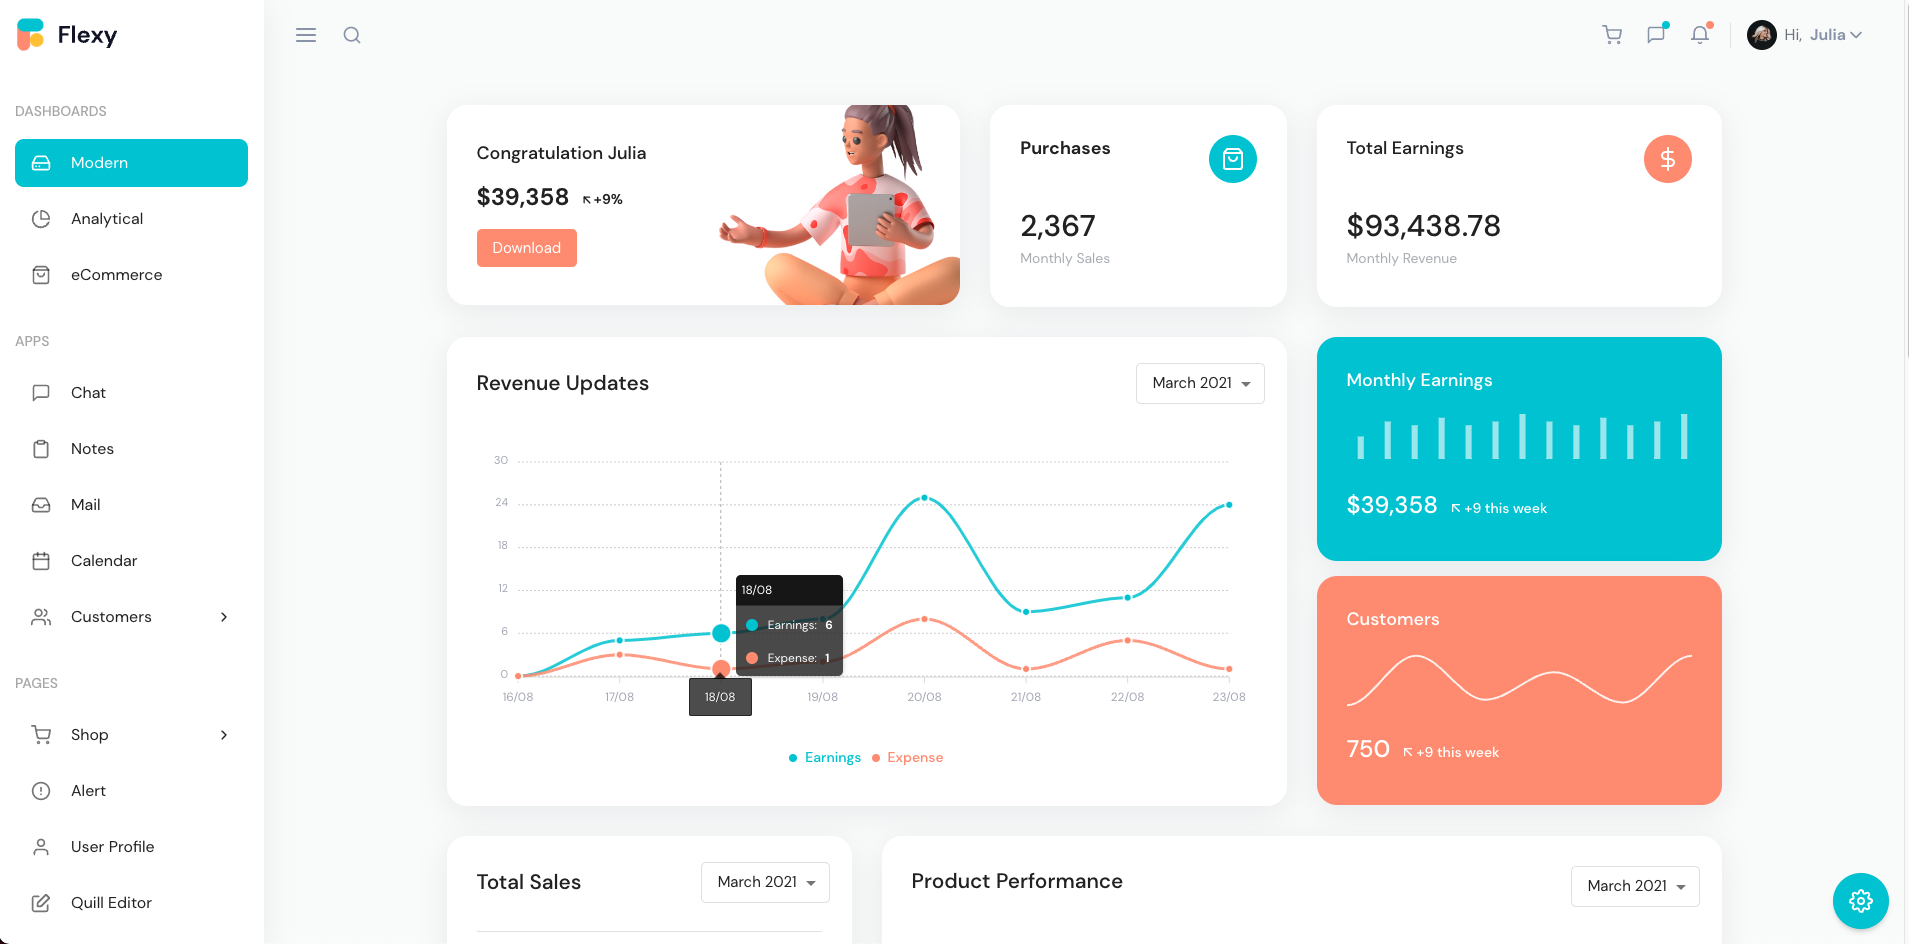 Flexy
Hi, Julia
DASHBOARDS
Modern
Analytical
eCommerce
APPS
Chat
Notes
Mail
Calendar
Customers
PAGES
Shop
Alert
User Profile
Quill Editor
Congratulation Julia
$39,358 +9%
Download
Purchases
2,367
Monthly Sales
Total Earnings
$93,438.78
Monthly Revenue
Revenue Updates
March 2021
30
24
18
12
6
0
18/08
Earnings: 6
Expense: 1
16/08 17/08 18/08 19/08 20/08 21/08 22/08 23/08
Earnings Expense
Monthly Earnings
$39,358 +9 this week
Customers
750 +9 this week
Total Sales
March 2021
Product Performance
March 2021